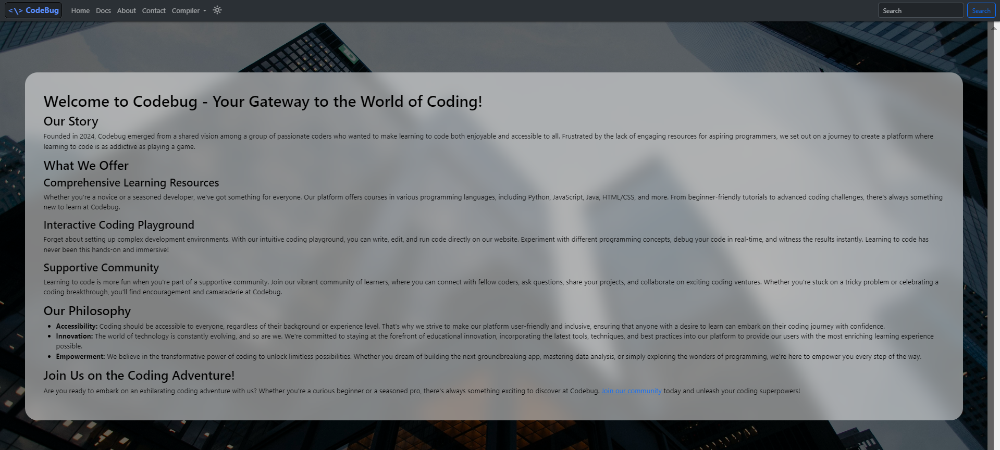 <\> CodeBug Home Docs About Contact Compiler Search Search
Welcome to Codebug - Your Gateway to the World of Coding!
Our Story
Founded in 2024, Codebug emerged from a shared vision among a group of passionate coders who wanted to make learning to code both enjoyable and accessible to all. Frustrated by the lack of engaging resources for aspiring programmers, we set out on a journey to create a platform where
learning to code is as addictive as playing a game.
What We Offer
Comprehensive Learning Resources
Whether you're a novice or a seasoned developer, we've got something for everyone. Our platform offers courses in various programming languages, including Python, JavaScript, Java, HTML/CSS, and more. From beginner-friendly tutorials to advanced coding challenges, there's always something
new to learn at Codebug.
Interactive Coding Playground
Forget about setting up complex development environments. With our intuitive coding playground, you can write, edit, and run code directly on our website. Experiment with different programming concepts, debug your code in real-time, and witness the results instantly. Learning to code has
never been this hands-on and immersive!
Supportive Community
Learning to code is more fun when you're part of a supportive community. Join our vibrant community of learners, where you can connect with fellow coders, ask questions, share your projects, and collaborate on exciting coding ventures. Whether you're stuck on a tricky problem or celebrating a
coding breakthrough, you'll find encouragement and camaraderie at Codebug.
Our Philosophy
• Accessibility: Coding should be accessible to everyone, regardless of their background or experience level. That's why we strive to make our platform user-friendly and inclusive, ensuring that anyone with a desire to learn can embark on their coding journey with confidence.
• Innovation: The world of technology is constantly evolving, and so are we. We're committed to staying at the forefront of educational innovation, incorporating the latest tools, techniques, and best practices into our platform to provide our users with the most enriching learning experience
possible.
• Empowerment: We believe in the transformative power of coding to unlock limitless possibilities. Whether you dream of building the next groundbreaking app, mastering data analysis, or simply exploring the wonders of programming, we're here to empower you every step of the way.
Join Us on the Coding Adventure!
Are you ready to embark on an exhilarating coding adventure with us? Whether you're a curious beginner or a seasoned pro, there's always something exciting to discover at Codebug. Join our community today and unleash your coding superpowers!